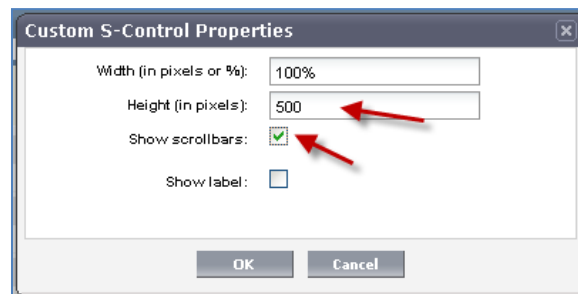 Custom S-Control Properties
Width (in pixels or %): 100%
Height (in pixels): 500
Show scrollbars:
Show label:
OK Cancel